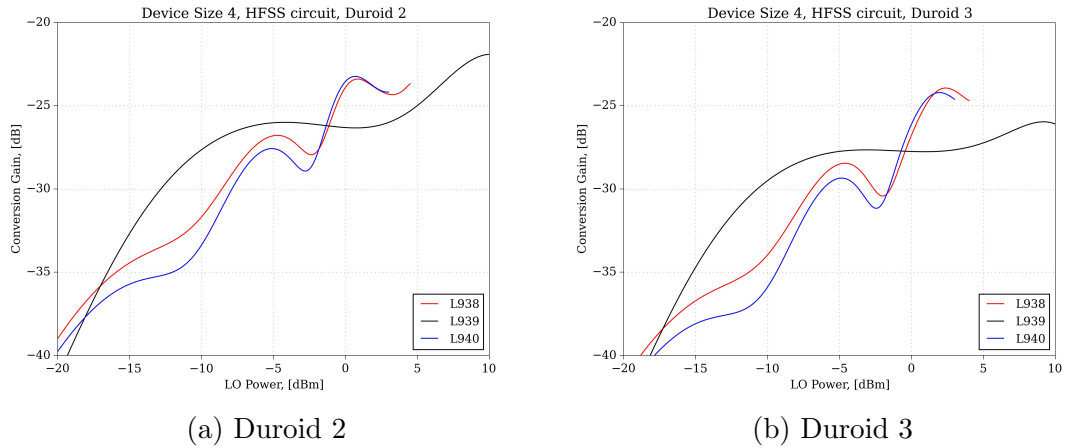 Device Size 4, HFSS circuit, Duroid 2
−20
−25
−30
−35
−40
Conversion Gain, [dB]
−20 −15 −10 −5 0 5 10
LO Power, [dBm]
L938
L939
L940
(a) Duroid 2
Device Size 4, HFSS circuit, Duroid 3
−20
−25
−30
−35
−40
Conversion Gain, [dB]
−20 −15 −10 −5 0 5 10
LO Power, [dBm]
L938
L939
L940
(b) Duroid 3